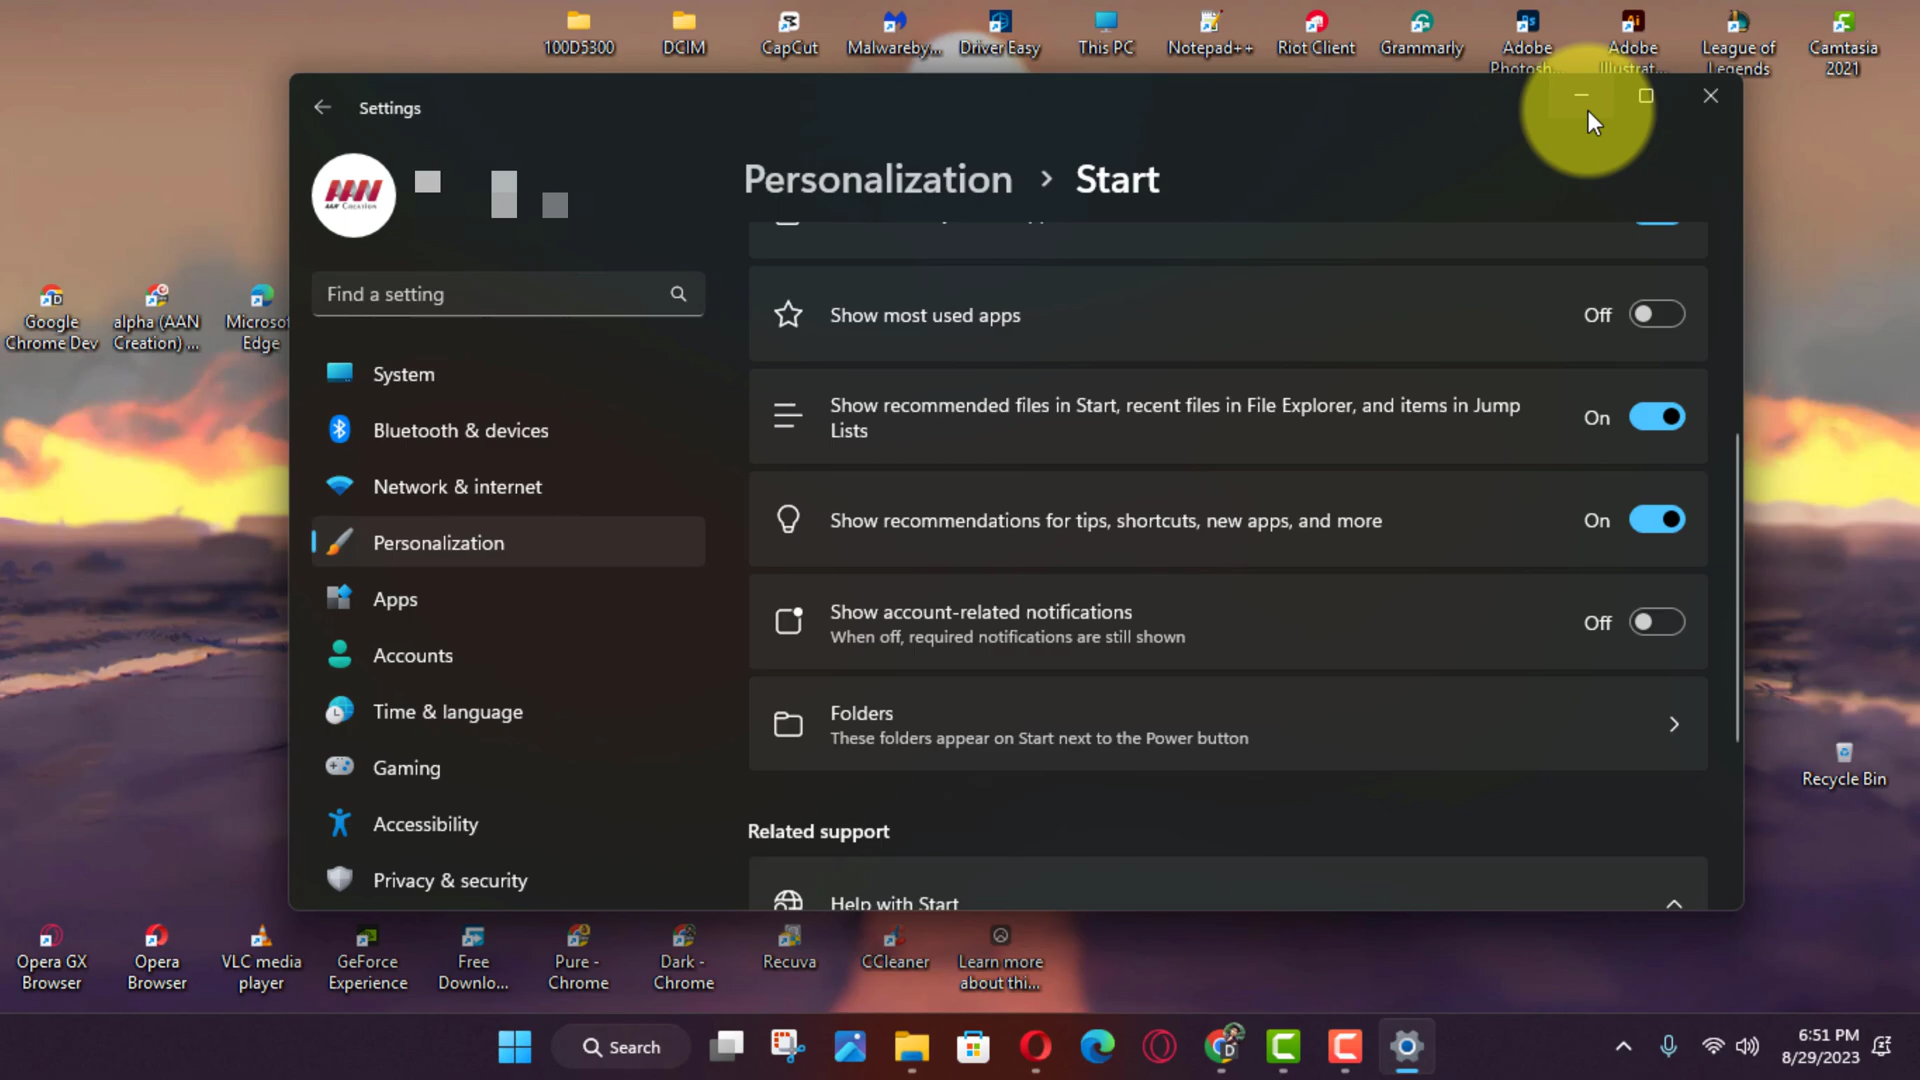 100D5300
DCIM
CapCut
Malwareby...
Driver Easy
This PC
Notepad++
Riot Client
Grammarly
Adobe
Photosh...
Adobe
Illustrat...
League of
Legends
Camtasia
2021
Settings
AAN
AAN Creation
Personalization > Start
Find a setting
System
Bluetooth & devices
Network & internet
Personalization
Apps
Accounts
Time & language
Gaming
Accessibility
Privacy & security
Show most used apps
Off
Show recommended files in Start, recent files in File Explorer, and items in Jump
Lists
On
Show recommendations for tips, shortcuts, new apps, and more
On
Show account-related notifications
When off, required notifications are still shown
Off
Folders
These folders appear on Start next to the Power button
Related support
Help with Start
Google
Chrome Dev
alpha (AAN
Creation) ...
Microsof
Edge
Recycle Bin
Opera GX
Browser
Opera
Browser
VLC media
player
GeForce
Experience
Free
Downlo...
Pure -
Chrome
Dark -
Chrome
Recuva
CCleaner
Learn more
about thi...
Search
6:51 PM
8/29/2023